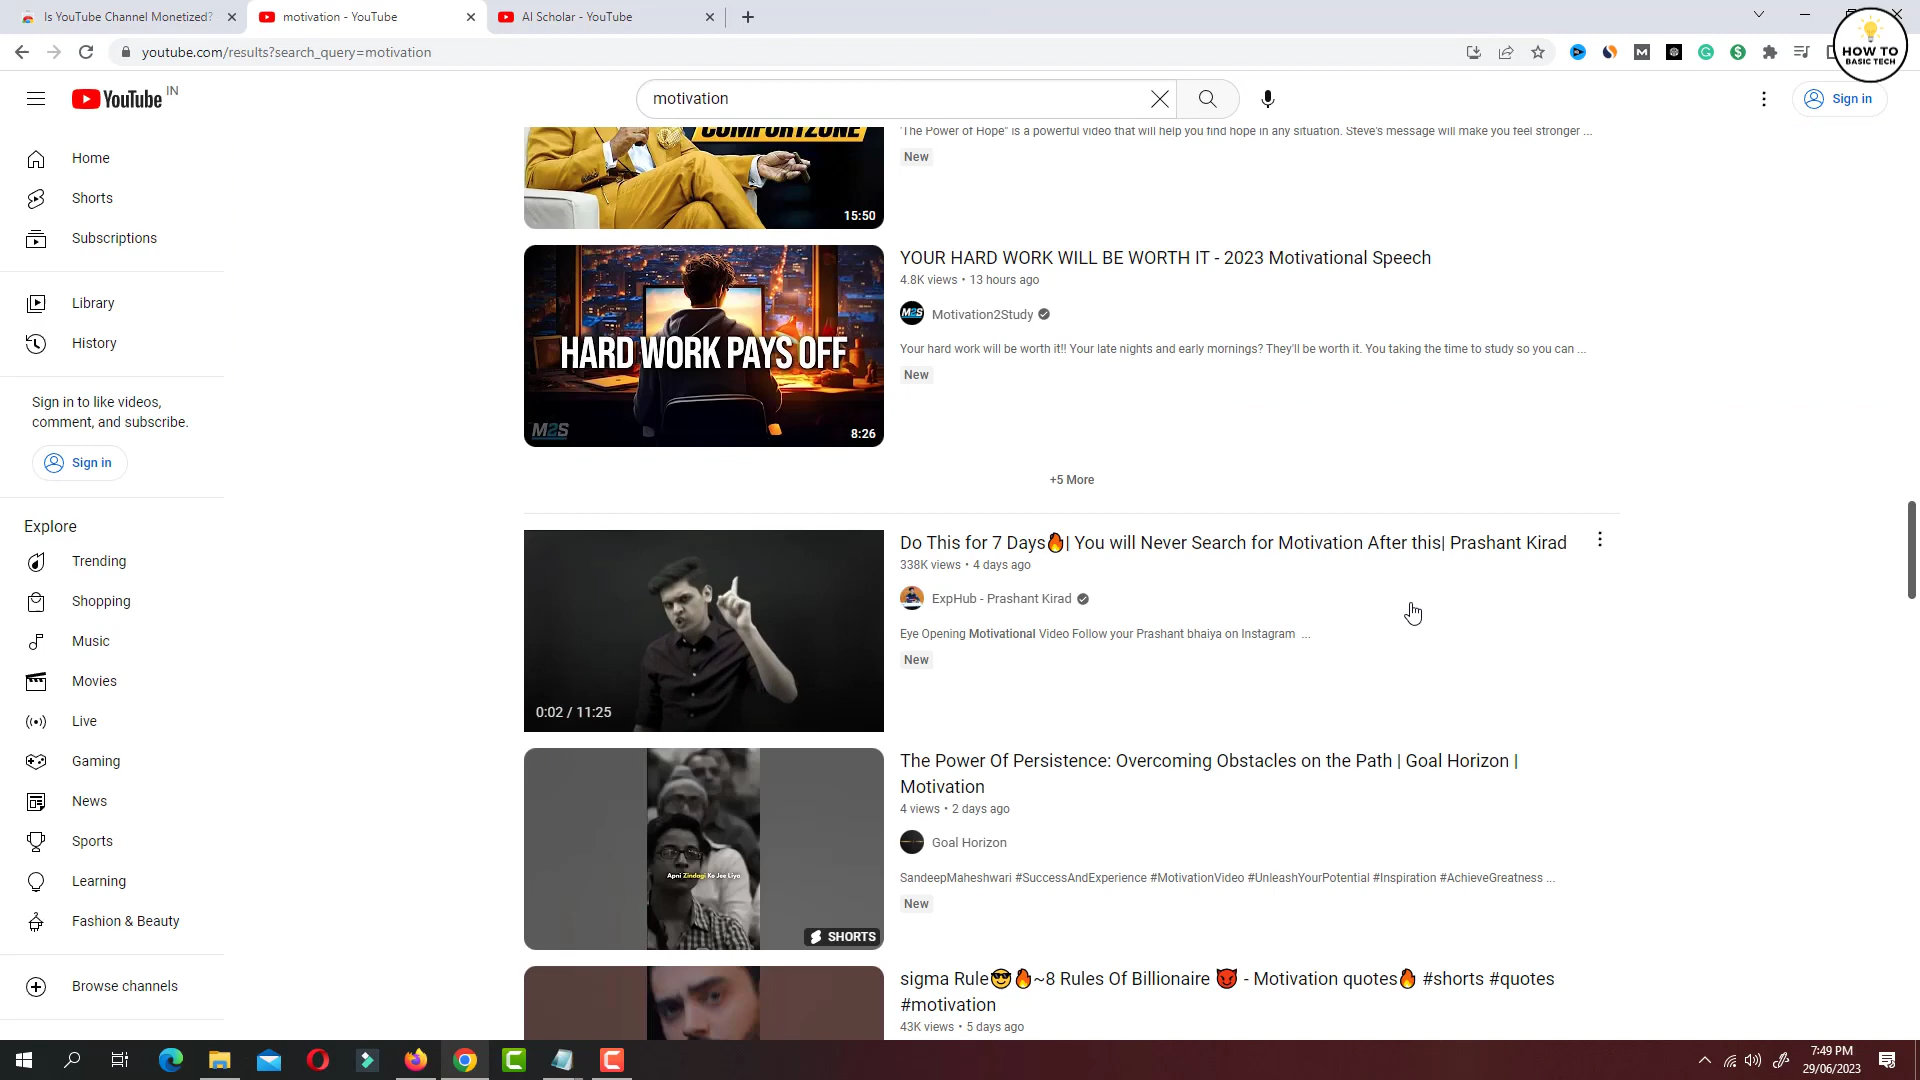 Is YouTube Channel Monetized?
motivation - YouTube
AI Scholar - YouTube
youtube.com/results?search_query=motivation
HOW TO
BASIC TECH
YouTube IN
motivation
Sign in
Home
Shorts
Subscriptions
Library
History
Sign in to like videos,
comment, and subscribe.
Sign in
Explore
Trending
Shopping
Music
Movies
Live
Gaming
News
Sports
Learning
Fashion & Beauty
Browse channels
COMFORTZONE
15:50
"The Power of Hope" is a powerful video that will help you find hope in any situation. Steve's message will make you feel stronger ...
New
HARD WORK PAYS OFF
M2S
8:26
YOUR HARD WORK WILL BE WORTH IT - 2023 Motivational Speech
4.8K views • 13 hours ago
M2S
Motivation2Study
Your hard work will be worth it!! Your late nights and early mornings? They'll be worth it. You taking the time to study so you can ...
New
+5 More
0:02 / 11:25
Do This for 7 Days🔥| You will Never Search for Motivation After this| Prashant Kirad
338K views • 4 days ago
ExpHub - Prashant Kirad
Eye Opening Motivational Video Follow your Prashant bhaiya on Instagram ...
New
Apni Zindagi Ko Jee Liya
SHORTS
The Power Of Persistence: Overcoming Obstacles on the Path | Goal Horizon |
Motivation
4 views • 2 days ago
Goal Horizon
SandeepMaheshwari #SuccessAndExperience #MotivationVideo #UnleashYourPotential #Inspiration #AchieveGreatness ...
New
sigma Rule😎🔥~8 Rules Of Billionaire 😈 - Motivation quotes🔥 #shorts #quotes
#motivation
43K views • 5 days ago
7:49 PM
29/06/2023